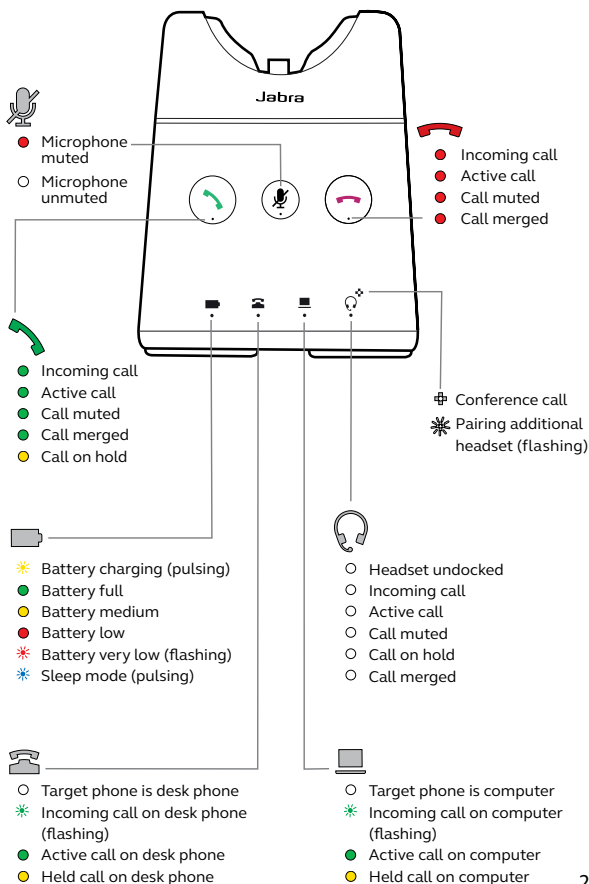 Jabra
Microphone
muted
Microphone
unmuted
Incoming call
Active call
Call muted
Call merged
Incoming call
Active call
Call muted
Call merged
Call on hold
Conference call
Pairing additional
headset (flashing)
Battery charging (pulsing)
Battery full
Battery medium
Battery low
Battery very low (flashing)
Sleep mode (pulsing)
Headset undocked
Incoming call
Active call
Call muted
Call on hold
Call merged
Target phone is desk phone
Incoming call on desk phone
(flashing)
Active call on desk phone
Held call on desk phone
Target phone is computer
Incoming call on computer
(flashing)
Active call on computer
Held call on computer